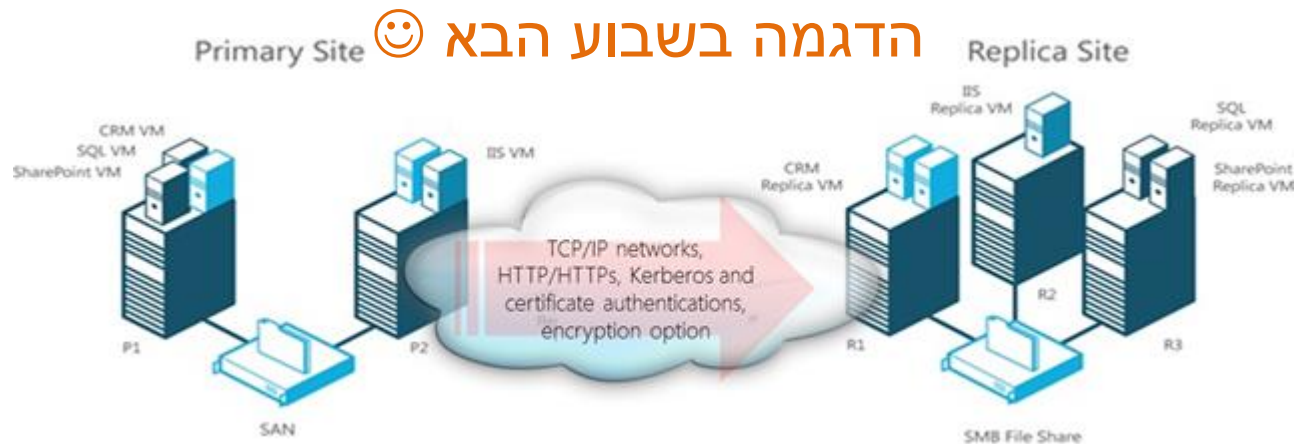 הדגמה בשבוע הבא ☺
Primary Site
Replica Site
CRM VM
SQL VM
SharePoint VM
IIS VM
P1
P2
SAN
TCP/IP networks,
HTTP/HTTPs, Kerberos and
certificate authentications,
encryption option
IIS
Replica VM
CRM
Replica VM
SQL
Replica VM
SharePoint
Replica VM
R1
R2
R3
SMB File Share